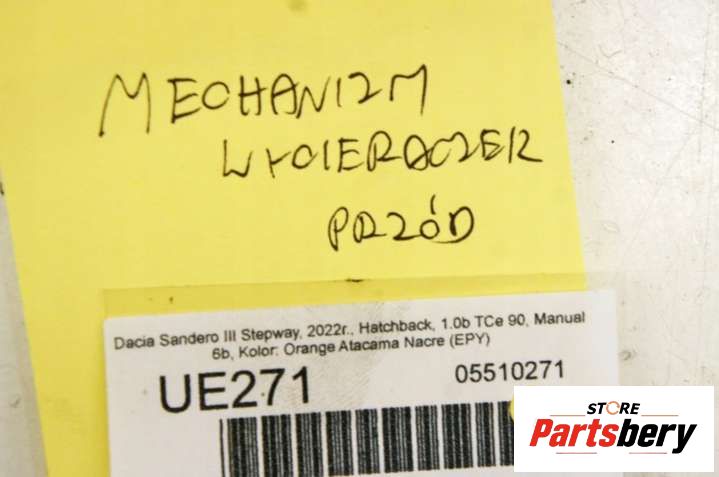 MECHANIZM
WYCIERACZEK
PRZÓD
Dacia Sandero III Stepway, 2022r., Hatchback, 1.0b TCe 90, Manual
6b, Kolor: Orange Atacama Nacre (EPY)
UE271
05510271
STORE
Partsbery